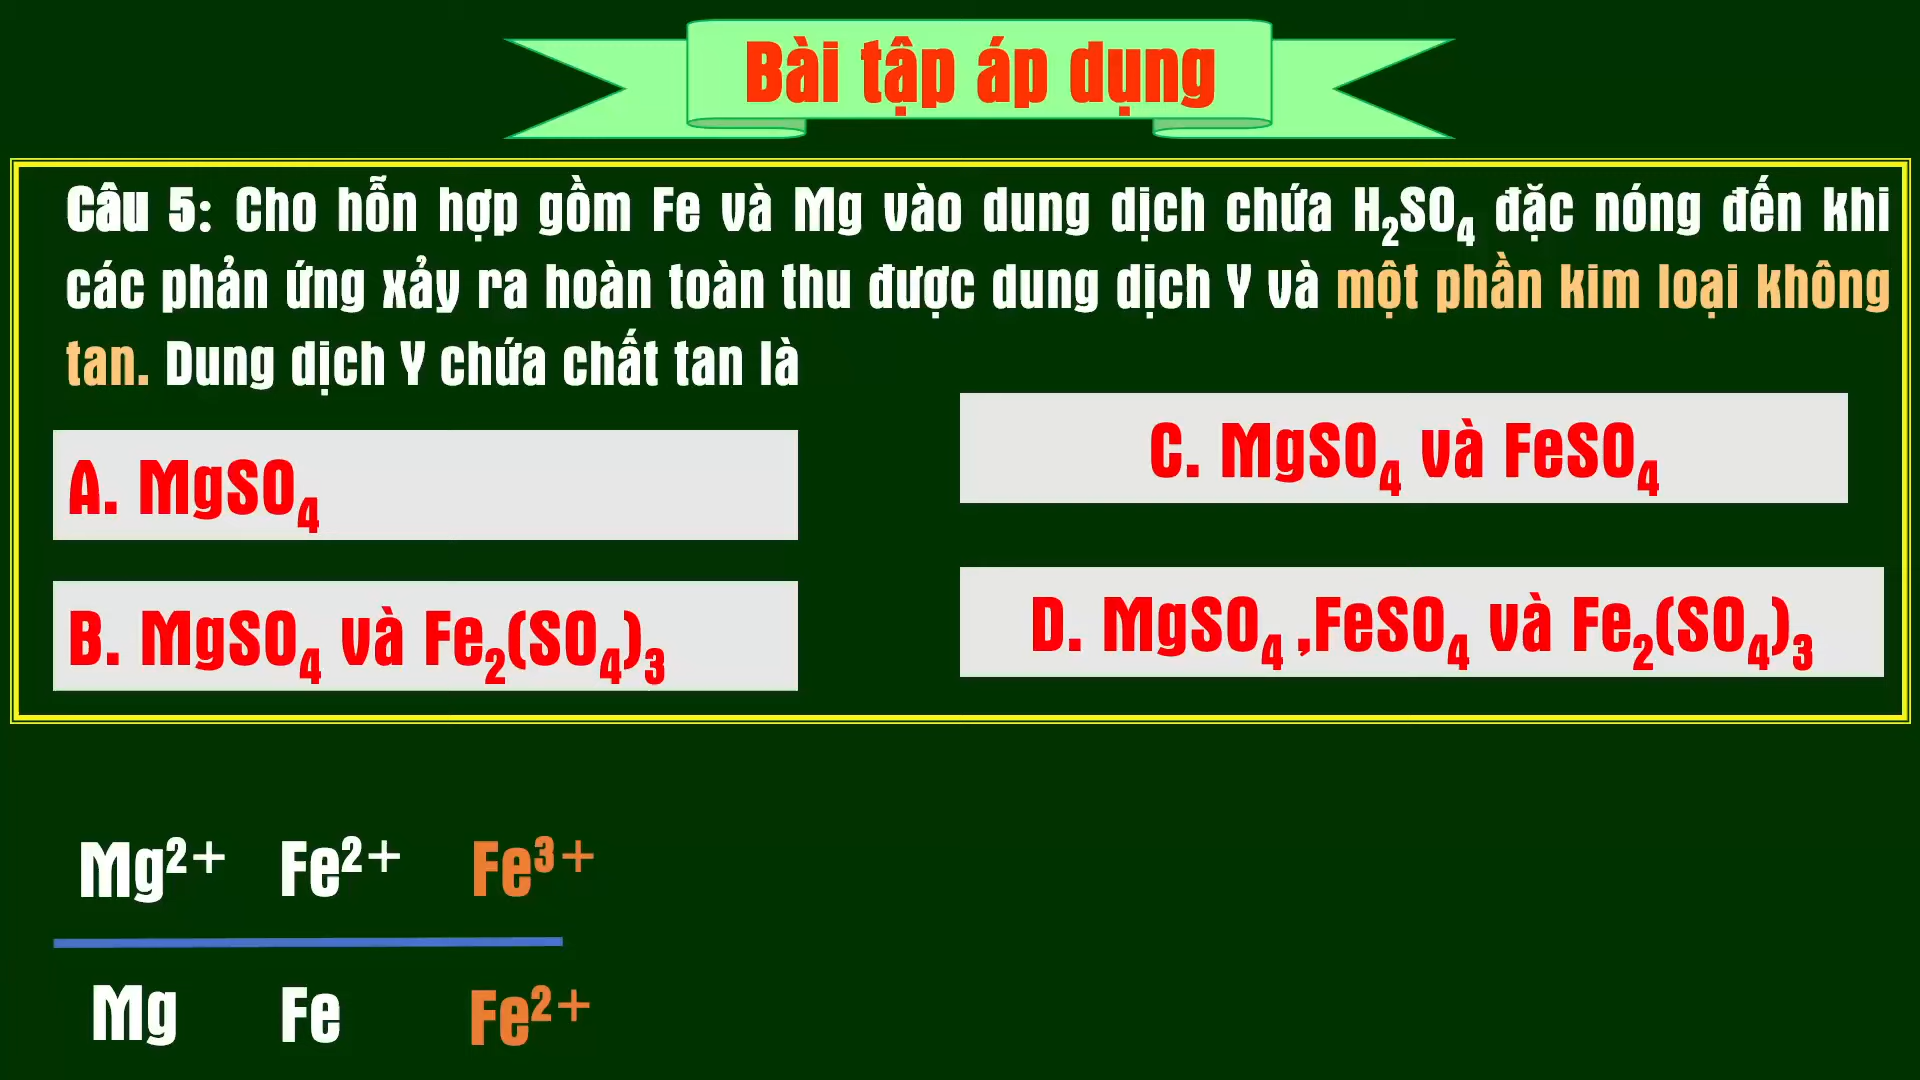 Bài tập áp dụng
Câu 5: Cho hỗn hợp gồm Fe và Mg vào dung dịch chứa H₂SO₄ đặc nóng đến khi
các phản ứng xảy ra hoàn toàn thu được dung dịch Y và một phần kim loại không
tan. Dung dịch Y chứa chất tan là
A. MgSO₄
B. MgSO₄ và Fe₂(SO₄)₃
C. MgSO₄ và FeSO₄
D. MgSO₄ ,FeSO₄ và Fe₂(SO₄)₃
Mg²⁺ Fe²⁺ Fe³⁺
Mg Fe Fe²⁺